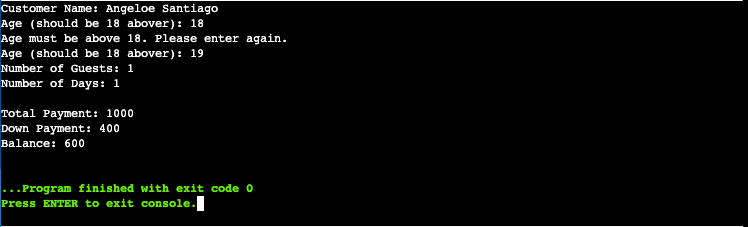 Customer Name: Angeloe Santiago
Age (should be 18 abover): 18
Age must be above 18. Please enter again.
Age (should be 18 abover): 19
Number of Guests: 1
Number of Days: 1
Total Payment: 1000
Down Payment: 400
Balance: 600
...Program finished with exit code 0
Press ENTER to exit console.